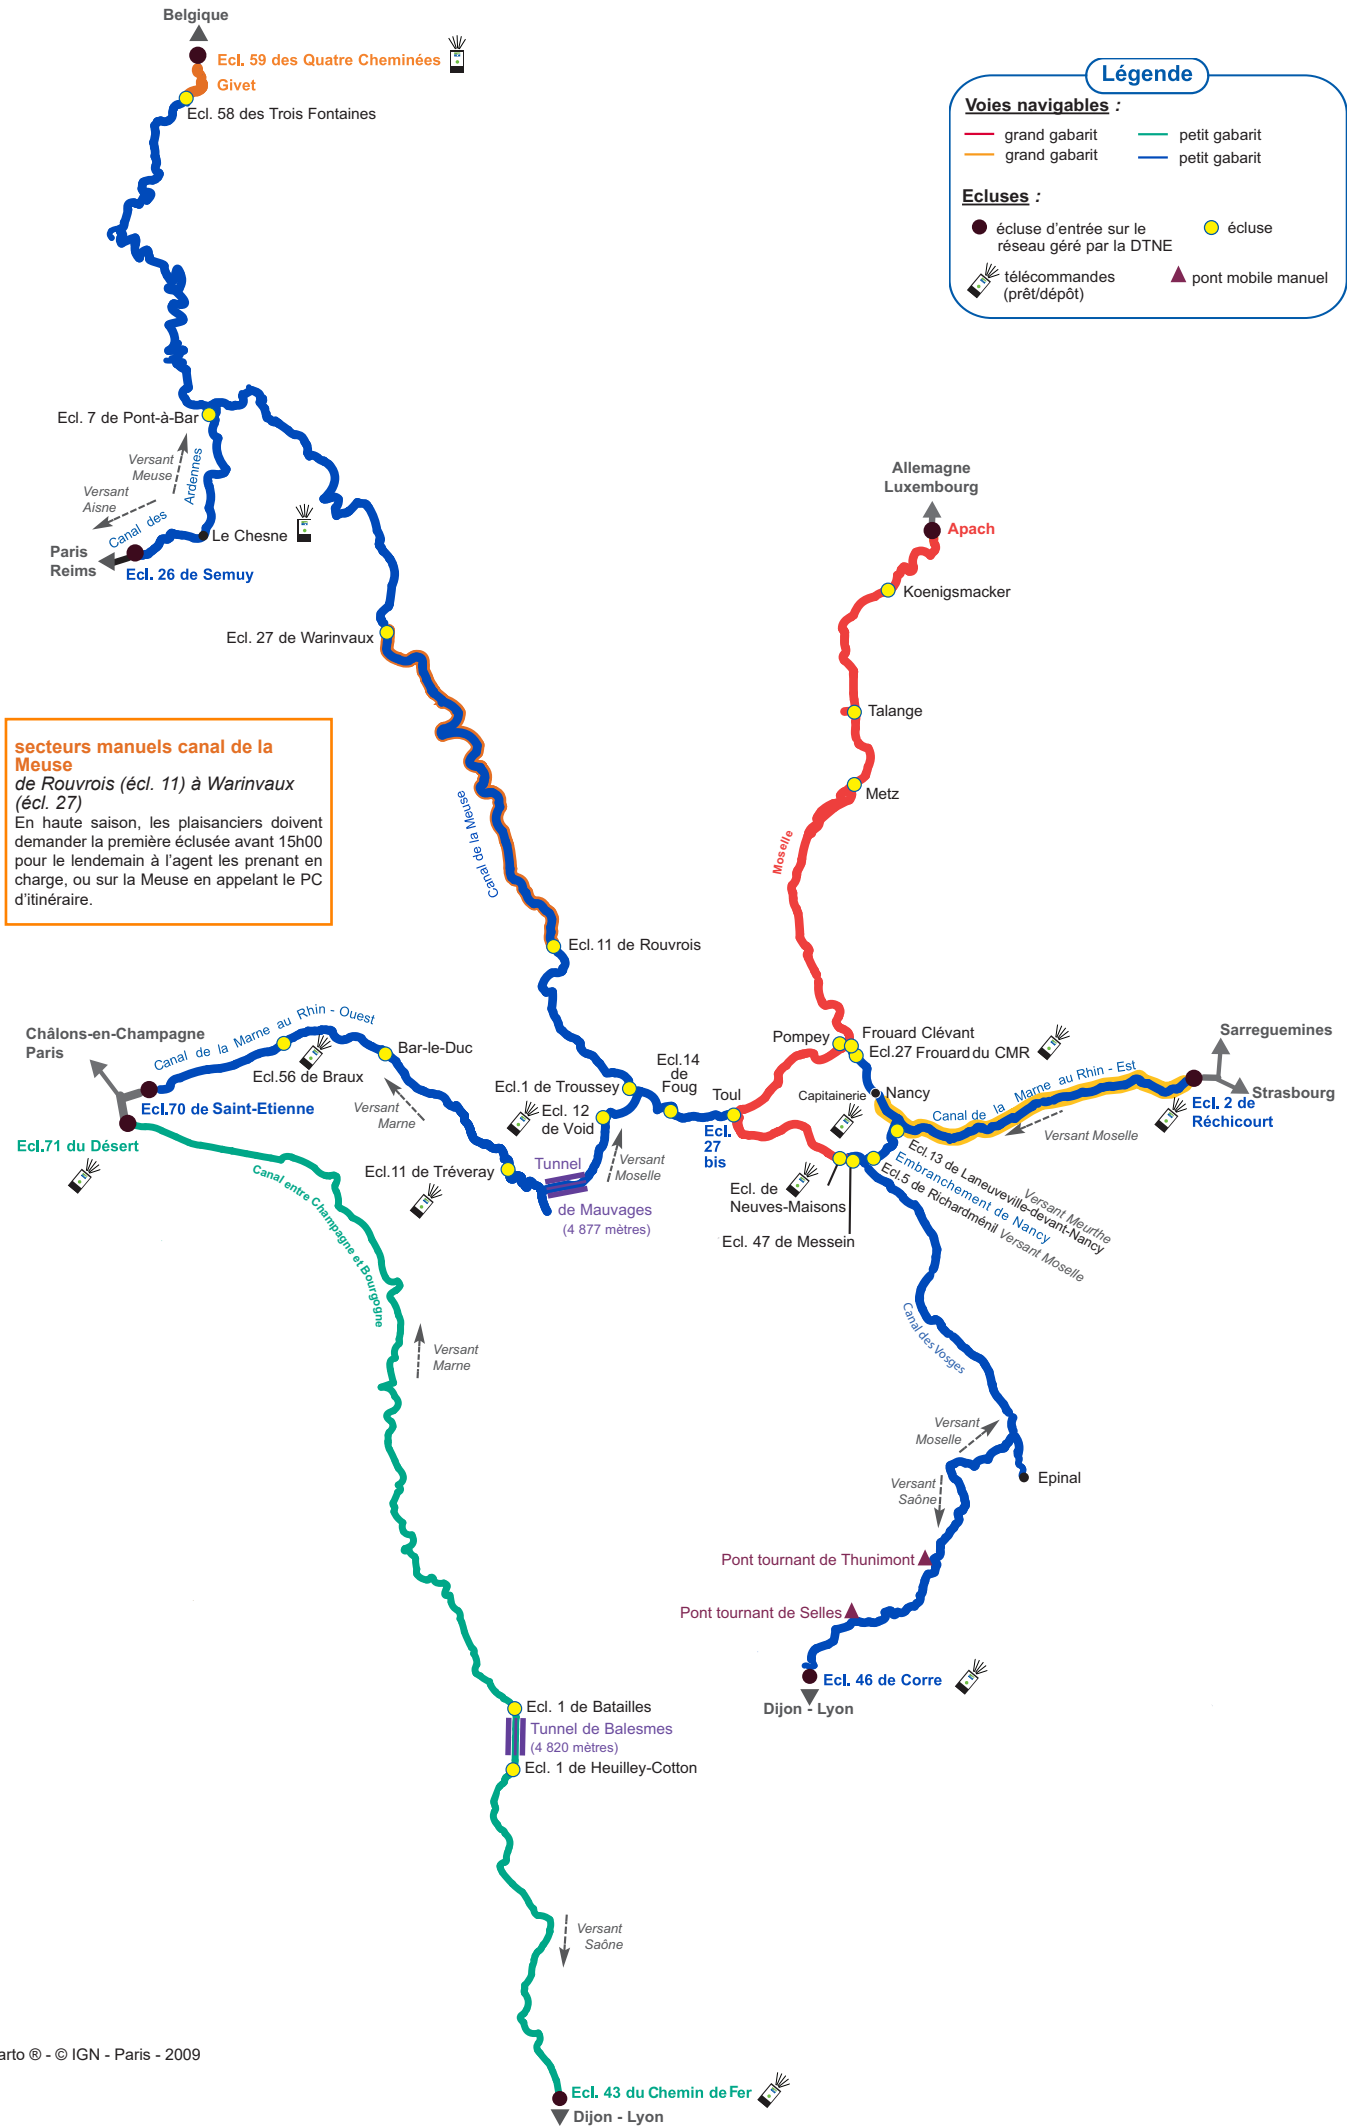 Belgique
Ecl. 59 des Quatre Cheminées
Givet
Ecl. 58 des Trois Fontaines
Légende
Voies navigables :
grand gabarit
petit gabarit
grand gabarit
petit gabarit
Ecluses :
écluse d'entrée sur le
réseau géré par la DTNE
écluse
télécommandes
(prêt/dépôt)
pont mobile manuel
Ecl. 7 de Pont-à-Bar
Versant
Meuse
Versant
Aisne
Canal des
Ardennes
Le Chesne
Paris
Reims
Ecl. 26 de Semuy
Allemagne
Luxembourg
Apach
Koenigsmacker
Ecl. 27 de Warinvaux
Talange
Metz
Moselle
secteurs manuels canal de la
Meuse
de Rouvrois (écl. 11) à Warinvaux
(écl. 27)
En haute saison, les plaisanciers doivent
demander la première éclusée avant 15h00
pour le lendemain à l'agent les prenant en
charge, ou sur la Meuse en appelant le PC
d'itinéraire.
Canal de la Meuse
Ecl. 11 de Rouvrois
Châlons-en-Champagne
Paris
Canal de la Marne au Rhin - Ouest
Bar-le-Duc
Ecl.56 de Braux
Ecl.70 de Saint-Etienne
Versant
Marne
Ecl.71 du Désert
Ecl.1 de Troussey
Ecl. 12
de Void
Ecl.14
de
Foug
Toul
Ecl.
27
bis
Pompey
Frouard Clévant
Ecl.27 Frouard du CMR
Capitainerie
Nancy
Canal de la Marne au Rhin - Est
Versant Moselle
Sarreguemines
Strasbourg
Ecl. 2 de
Réchicourt
Ecl.11 de Tréveray
Tunnel
de Mauvages
(4 877 mètres)
Versant
Moselle
Ecl. de
Neuves-Maisons
Ecl. 47 de Messein
Ecl.13 de Laneuveville-devant-Nancy
Versant Meurthe
Embranchement de Nancy
Ecl.5 de Richardménil Versant Moselle
Canal entre Champagne et Bourgogne
Versant
Marne
Canal des Vosges
Versant
Moselle
Epinal
Versant
Saône
Pont tournant de Thunimont
Pont tournant de Selles
Ecl. 46 de Corre
Dijon - Lyon
Ecl. 1 de Batailles
Tunnel de Balesmes
(4 820 mètres)
Ecl. 1 de Heuilley-Cotton
Versant
Saône
arto ® - © IGN - Paris - 2009
Ecl. 43 du Chemin de Fer
Dijon - Lyon